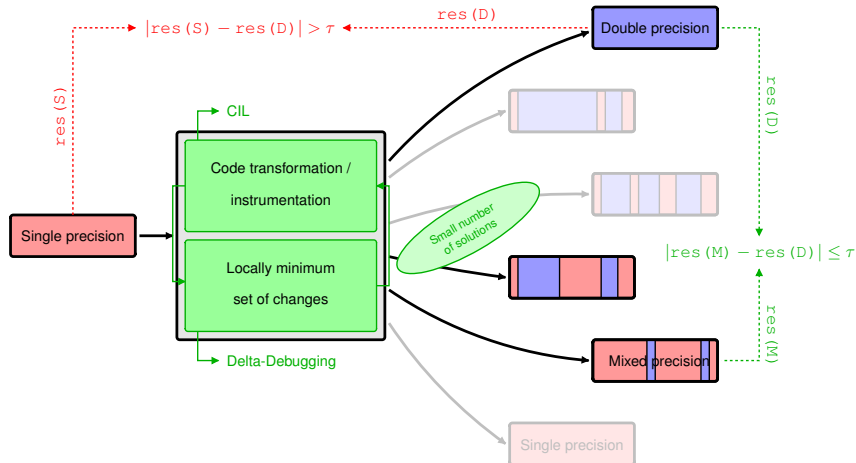 res(D)
|res(S) − res(D)| > τ
Double precision
res(S)
res(D)
CIL
Code transformation /
instrumentation
Small number
of solutions
Single precision
|res(M) − res(D)| ≤ τ
Locally minimum
set of changes
res(M)
Delta-Debugging
Mixed precision
Single precision